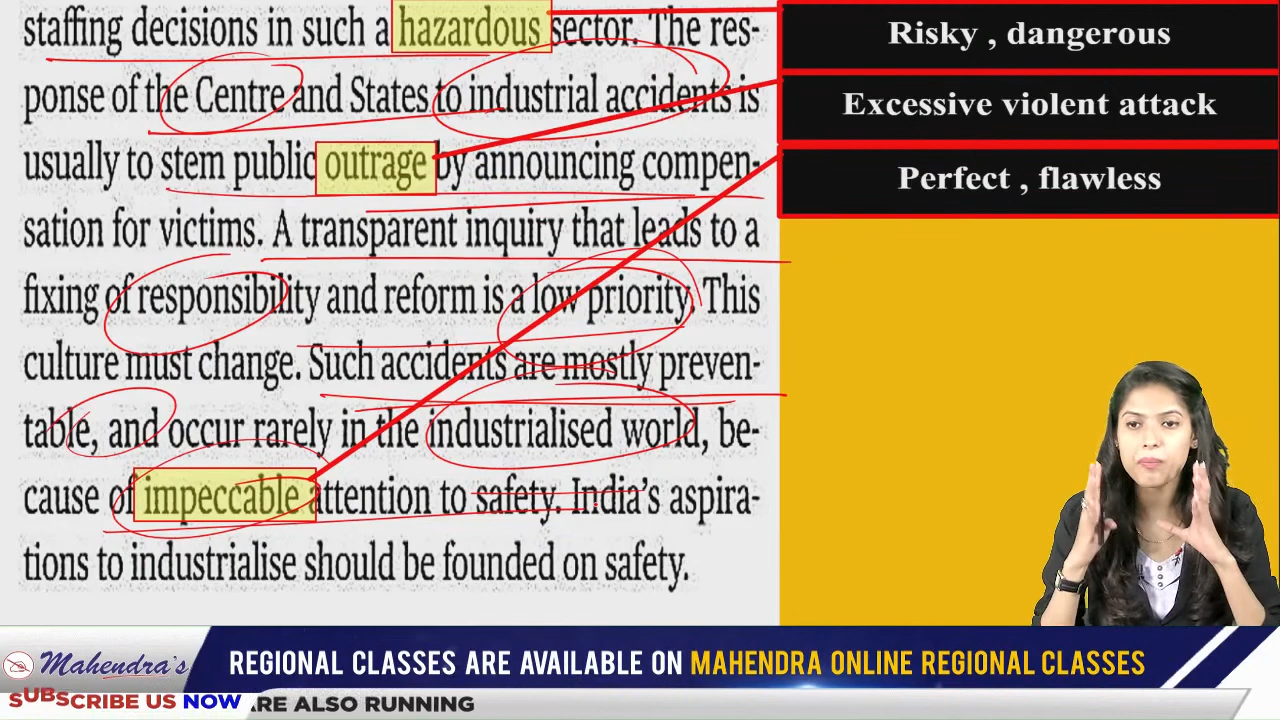 staffing decisions in such a hazardous sector. The res-
ponse of the Centre and States to industrial accidents is
usually to stem public outrage by announcing compen-
sation for victims. A transparent inquiry that leads to a
fixing of responsibility and reform is a low priority. This
culture must change. Such accidents are mostly preven-
table, and occur rarely in the industrialised world, be-
cause of impeccable attention to safety. India's aspira-
tions to industrialise should be founded on safety.
Risky , dangerous
Excessive violent attack
Perfect , flawless
Mahendra's
REGIONAL CLASSES ARE AVAILABLE ON MAHENDRA ONLINE REGIONAL CLASSES
SUBSCRIBE US NOW
ARE ALSO RUNNING